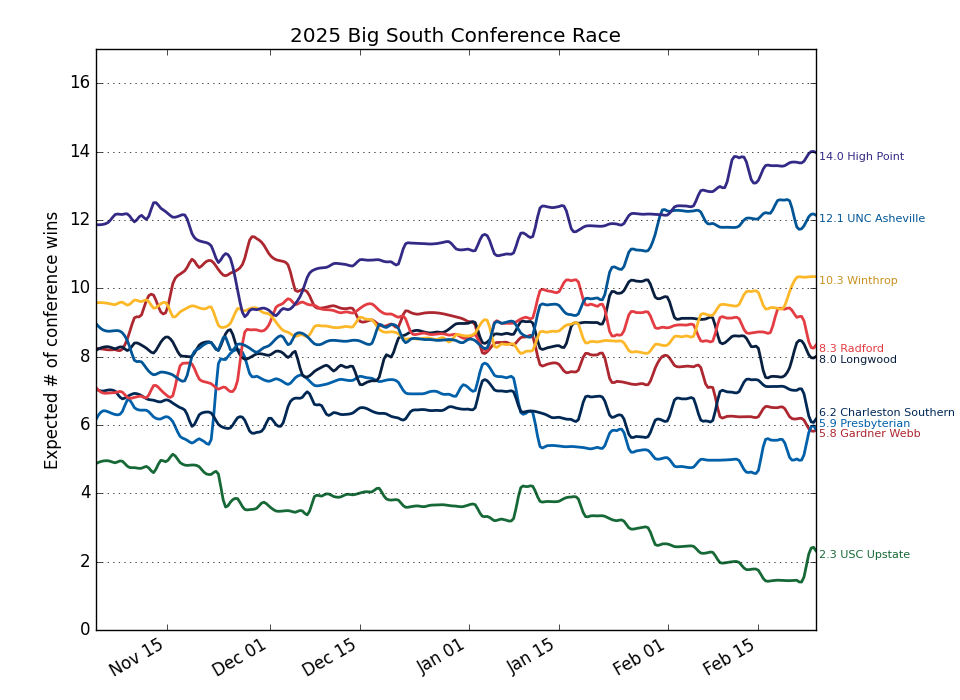 2025 Big South Conference Race
Expected # of conference wins
16
14
12
10
8
6
4
2
0
14.0 High Point
12.1 UNC Asheville
10.3 Winthrop
8.3 Radford
8.0 Longwood
6.2 Charleston Southern
5.9 Presbyterian
5.8 Gardner Webb
2.3 USC Upstate
Nov 15
Dec 01
Dec 15
Jan 01
Jan 15
Feb 01
Feb 15